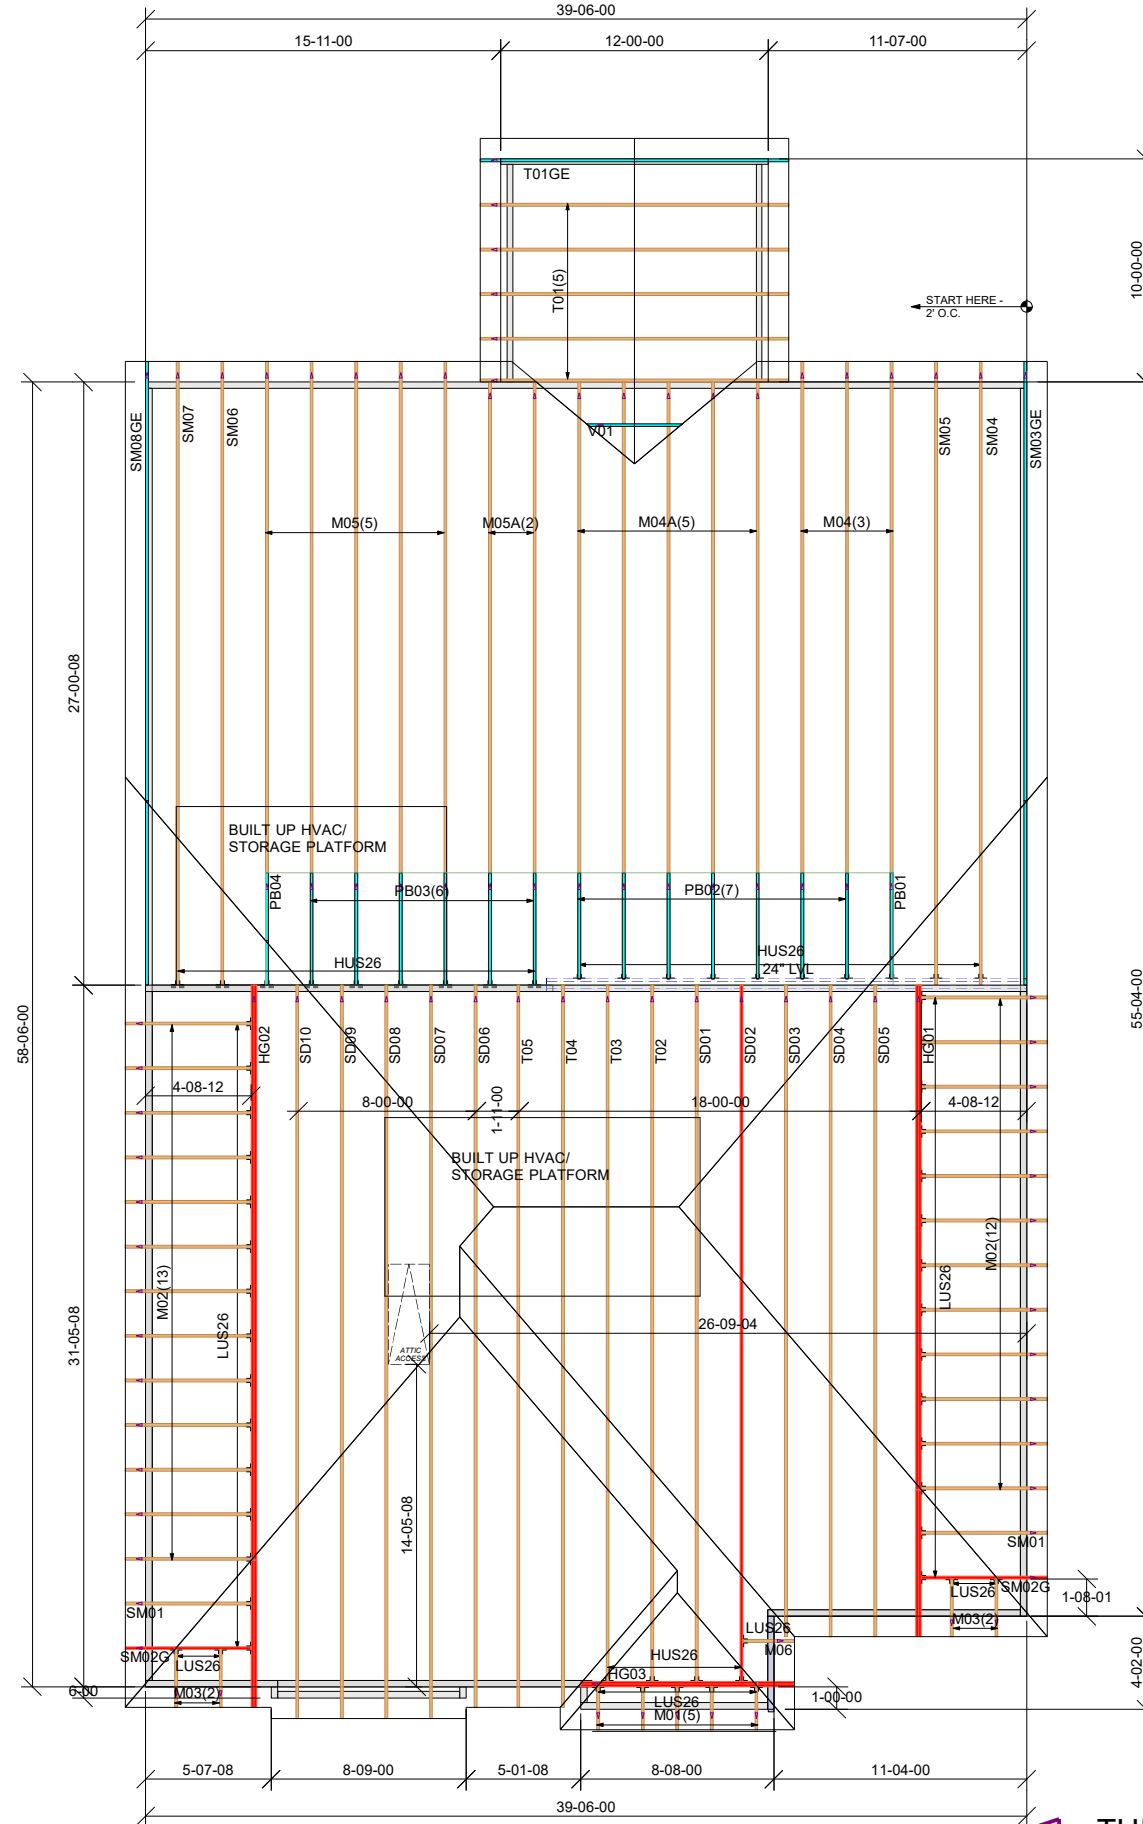 39-06-00
15-11-00
12-00-00
11-07-00
T01GE
T01(5)
10-00-00
START HERE -
2' O.C.
SM08GE
SM07
SM06
SM05
SM04
SM03GE
V01
M05(5)
M05A(2)
M04A(5)
M04(3)
27-00-08
58-06-00
55-04-00
BUILT UP HVAC/
STORAGE PLATFORM
PB04
PB03(6)
PB02(7)
PB01
HUS26
HUS26
24" LVL
HG02
SD10
SD09
SD08
SD07
SD06
T05
T04
T03
T02
SD01
SD02
SD03
SD04
SD05
HG01
4-08-12
8-00-00
1-11-00
18-00-00
4-08-12
BUILT UP HVAC/
STORAGE PLATFORM
M02(13)
LUS26
M02(12)
LUS26
31-05-08
26-09-04
ATTIC
ACCESS
14-05-08
SM01
SM01
SM02G
LUS26
M03(2)
LUS26
SM02G
M03(2)
1-08-01
LUS26
M06
HUS26
HG03
LUS26
M01(5)
6-00
1-00-00
4-02-00
5-07-08
8-09-00
5-01-08
8-08-00
11-04-00
39-06-00